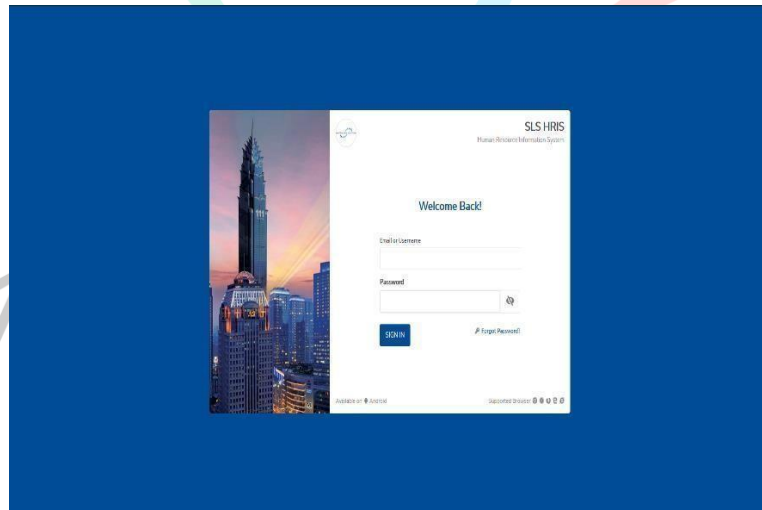 SLS HRIS
Human Resource Information System
Welcome Back!
Email or Username
Password
SIGN IN
Forgot Password?
Available on Android
Supported Browser